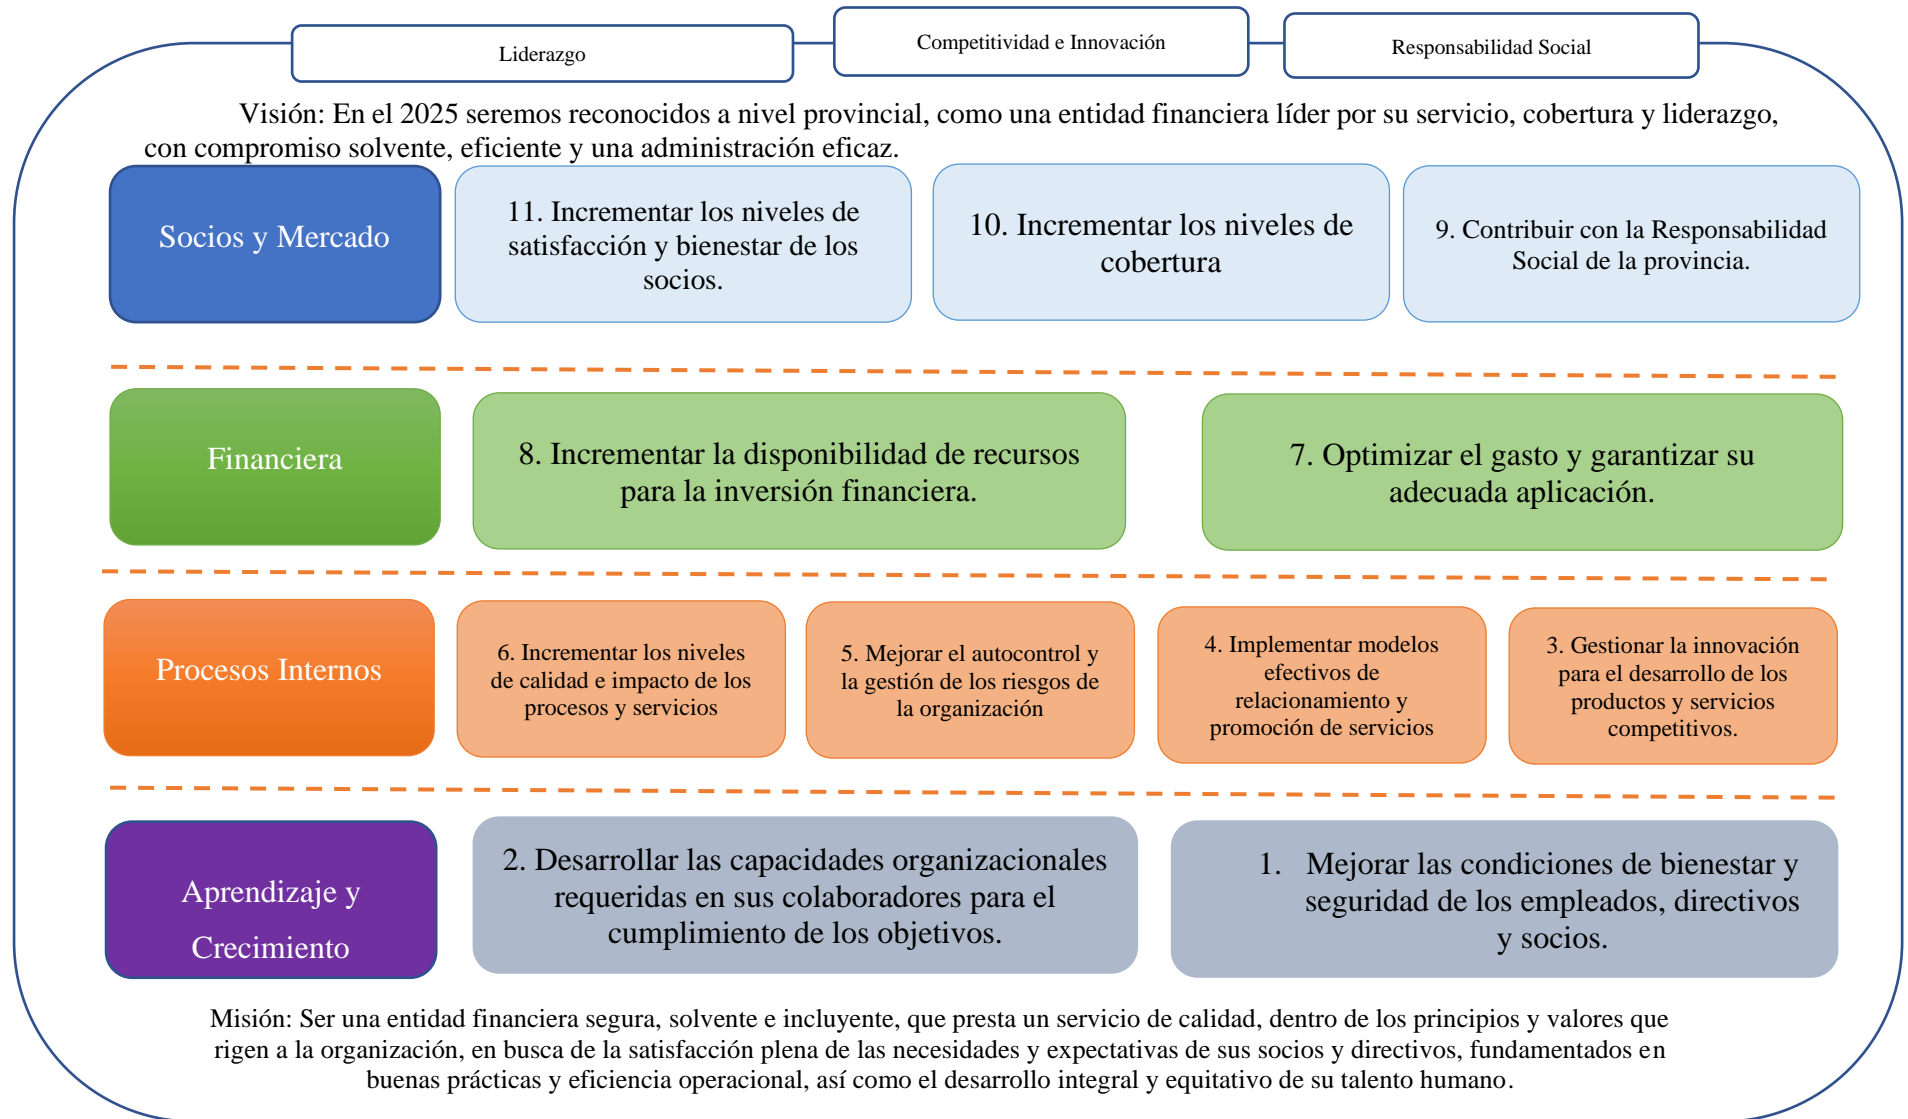 Liderazgo
Competitividad e Innovación
Responsabilidad Social
Visión: En el 2025 seremos reconocidos a nivel provincial, como una entidad financiera líder por su servicio, cobertura y liderazgo,
con compromiso solvente, eficiente y una administración eficaz.
Socios y Mercado
11. Incrementar los niveles de
satisfacción y bienestar de los
socios.
10. Incrementar los niveles de
cobertura
9. Contribuir con la Responsabilidad
Social de la provincia.
Financiera
8. Incrementar la disponibilidad de recursos
para la inversión financiera.
7. Optimizar el gasto y garantizar su
adecuada aplicación.
Procesos Internos
6. Incrementar los niveles
de calidad e impacto de los
procesos y servicios
5. Mejorar el autocontrol y
la gestión de los riesgos de
la organización
4. Implementar modelos
efectivos de
relacionamiento y
promoción de servicios
3. Gestionar la innovación
para el desarrollo de los
productos y servicios
competitivos.
Aprendizaje y
Crecimiento
2. Desarrollar las capacidades organizacionales
requeridas en sus colaboradores para el
cumplimiento de los objetivos.
1. Mejorar las condiciones de bienestar y
seguridad de los empleados, directivos
y socios.
Misión: Ser una entidad financiera segura, solvente e incluyente, que presta un servicio de calidad, dentro de los principios y valores que
rigen a la organización, en busca de la satisfacción plena de las necesidades y expectativas de sus socios y directivos, fundamentados en
buenas prácticas y eficiencia operacional, así como el desarrollo integral y equitativo de su talento humano.